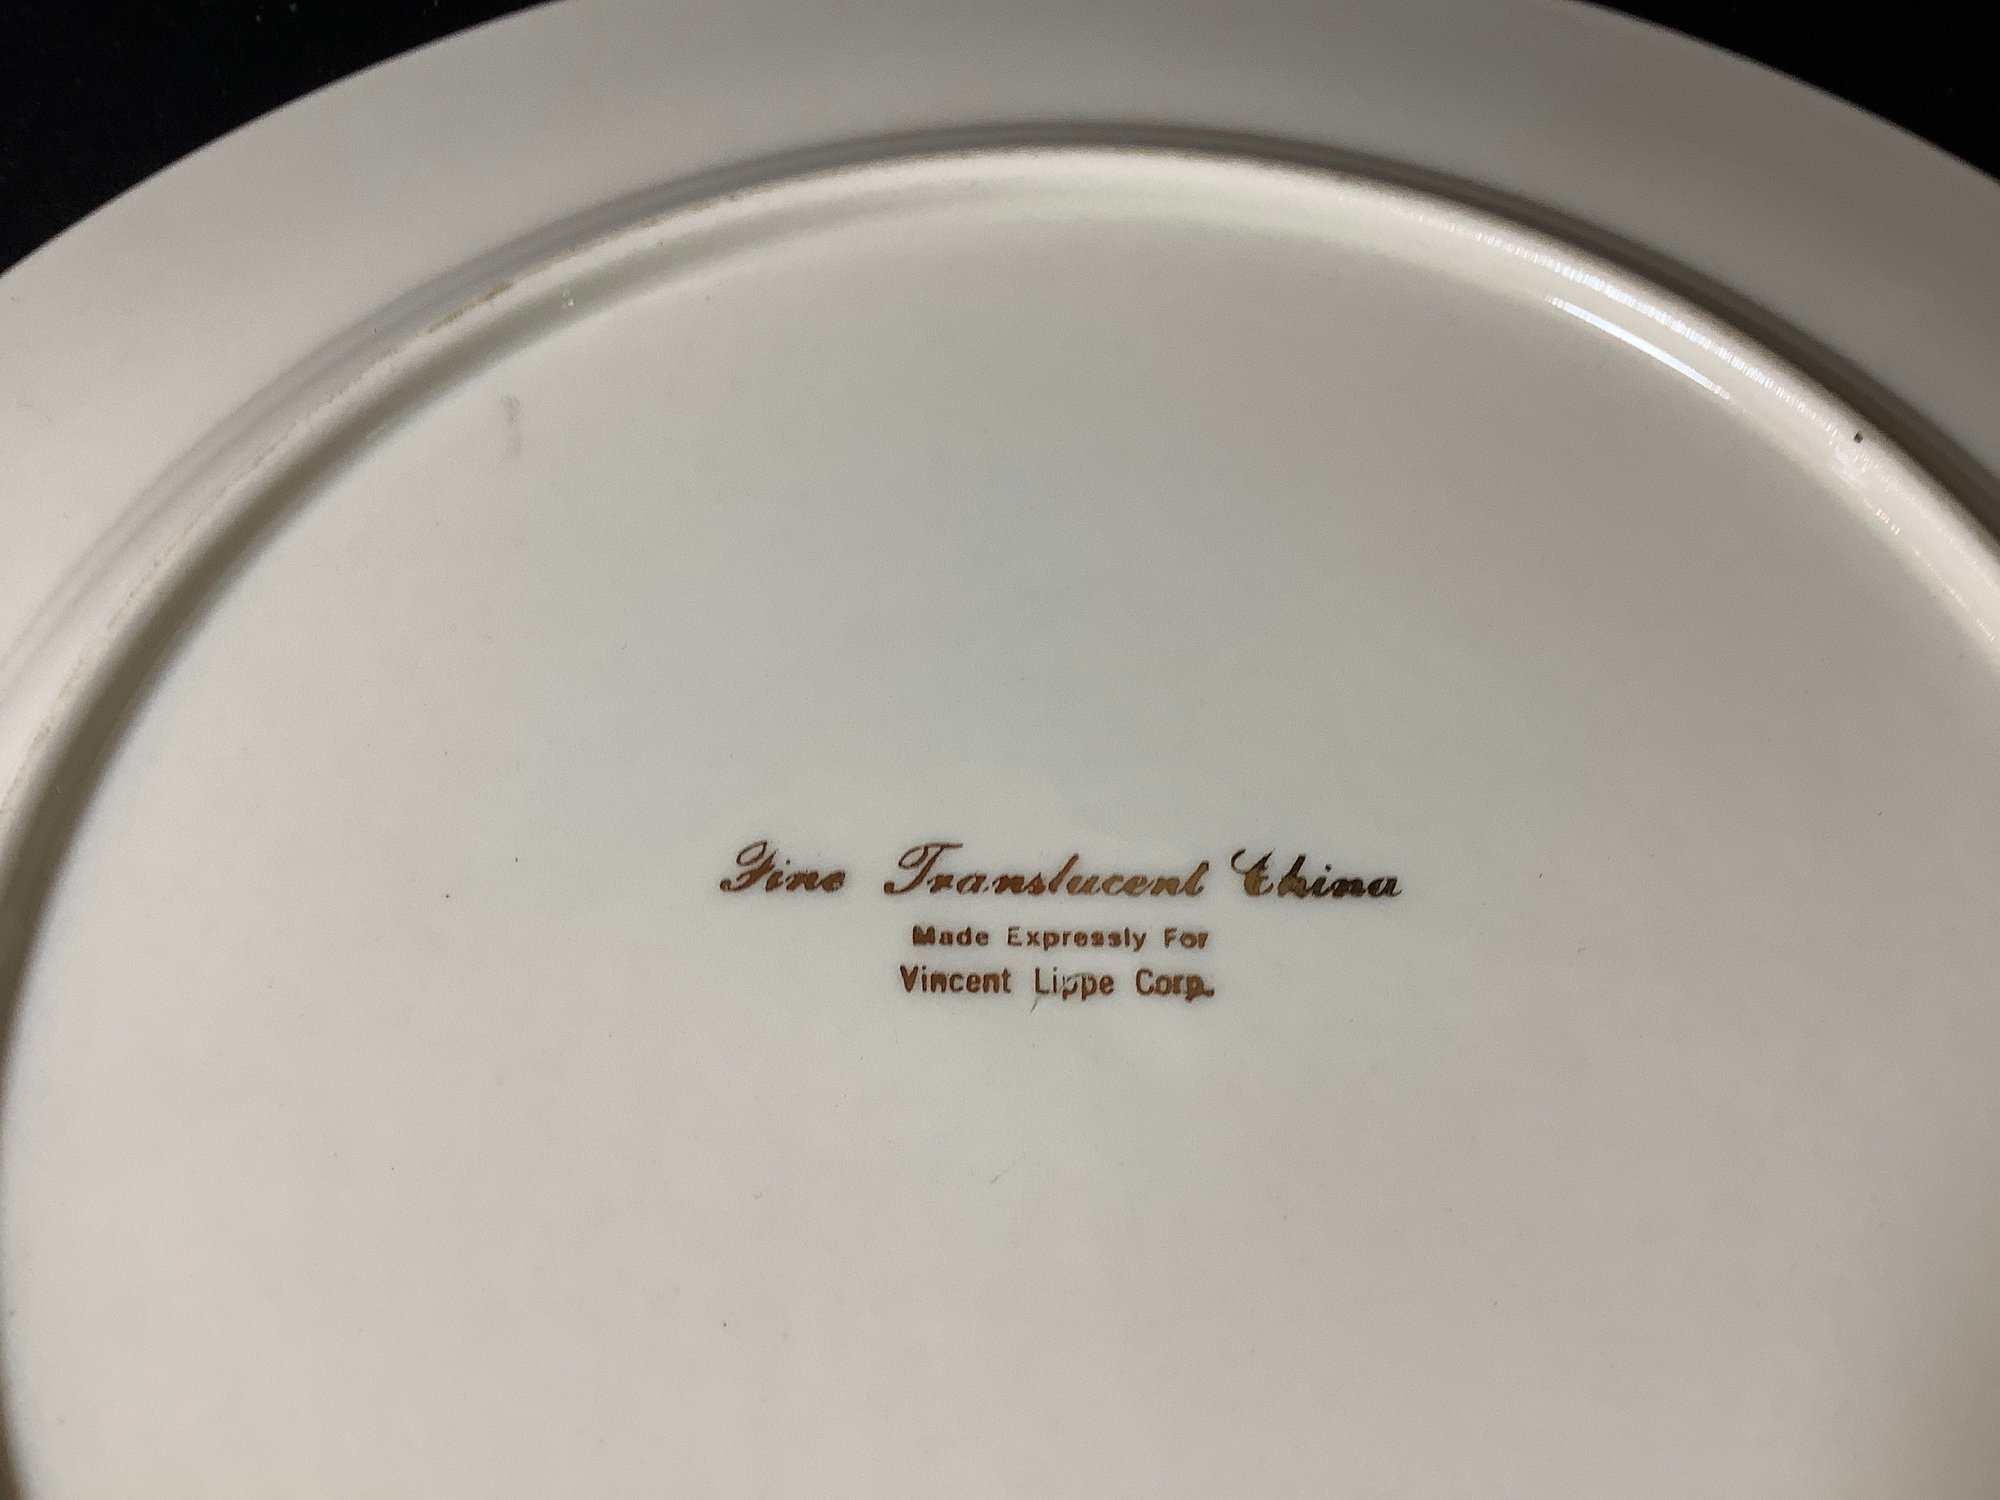 Fine Translucent China
Made Expressly For
Vincent Lippe Corp.